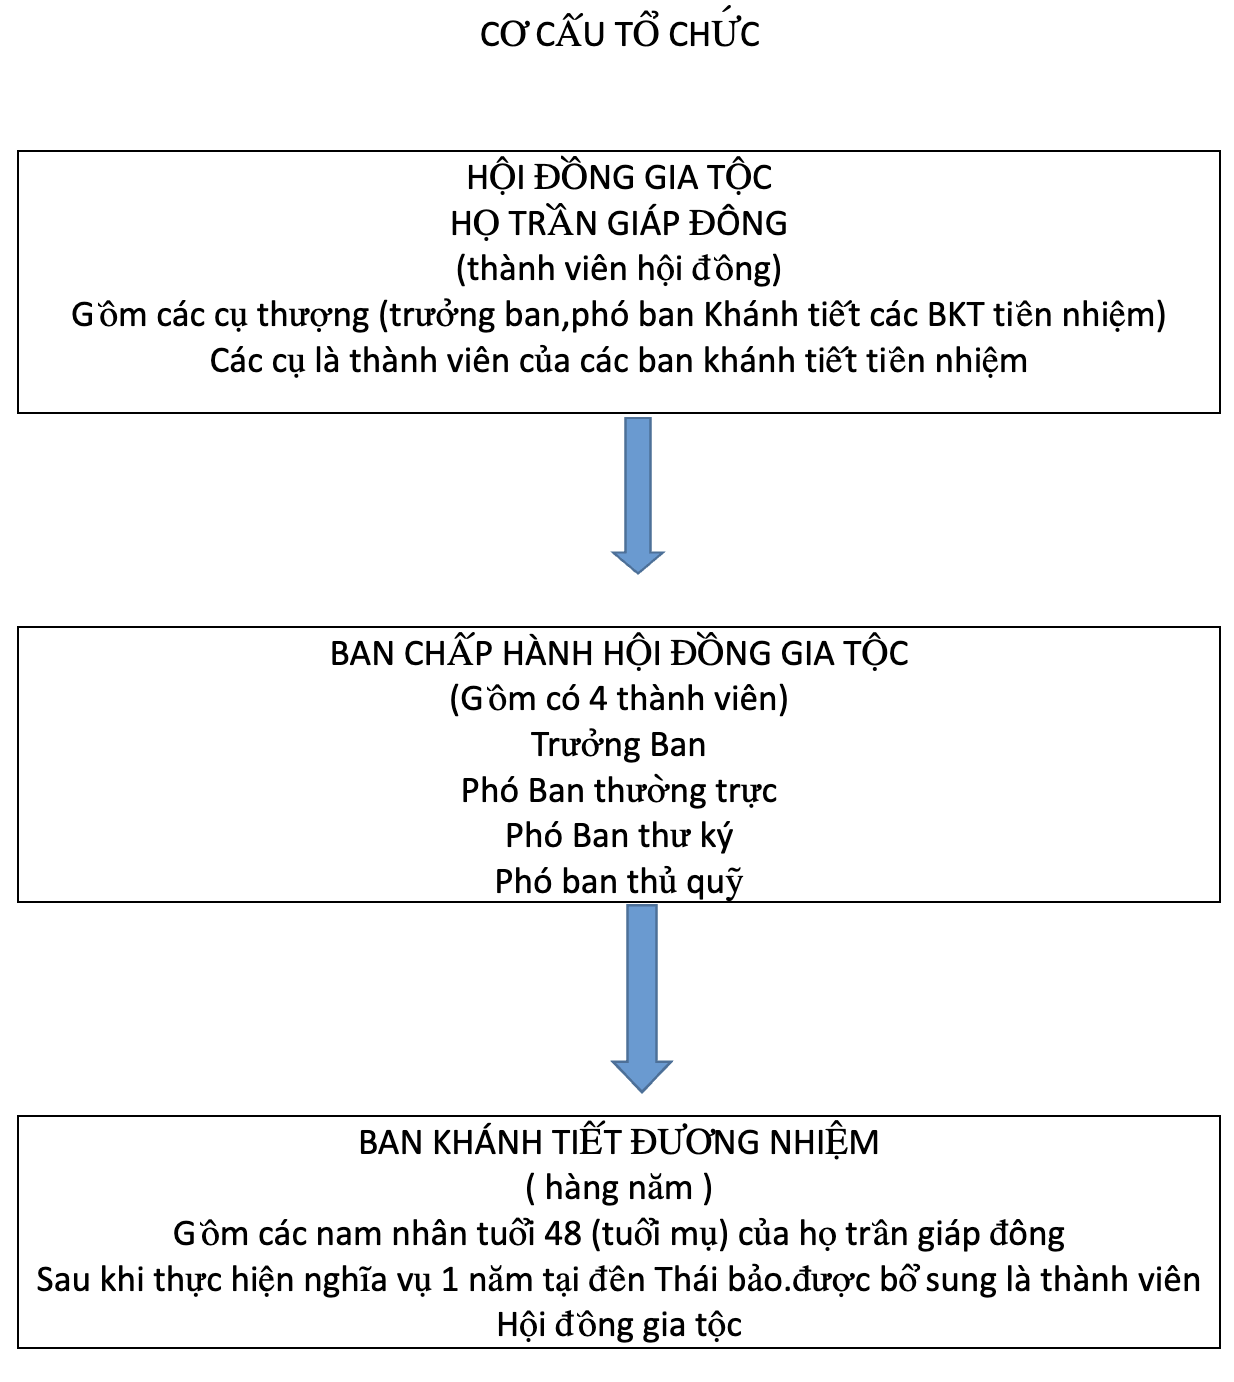 CƠ CẤU TỔ CHỨC
HỘI ĐỒNG GIA TỘC
HỌ TRẦN GIÁP ĐÔNG
(thành viên hội đồng)
Gồm các cụ thượng (trưởng ban,phó ban Khánh tiết các BKT tiền nhiệm)
Các cụ là thành viên của các ban khánh tiết tiền nhiệm
BAN CHẤP HÀNH HỘI ĐỒNG GIA TỘC
(Gồm có 4 thành viên)
Trưởng Ban
Phó Ban thường trực
Phó Ban thư ký
Phó ban thủ quỹ
BAN KHÁNH TIẾT ĐƯƠNG NHIỆM
( hàng năm )
Gồm các nam nhân tuổi 48 (tuổi mụ) của họ trần giáp đông
Sau khi thực hiện nghĩa vụ 1 năm tại đền Thái bảo.được bổ sung là thành viên
Hội đồng gia tộc